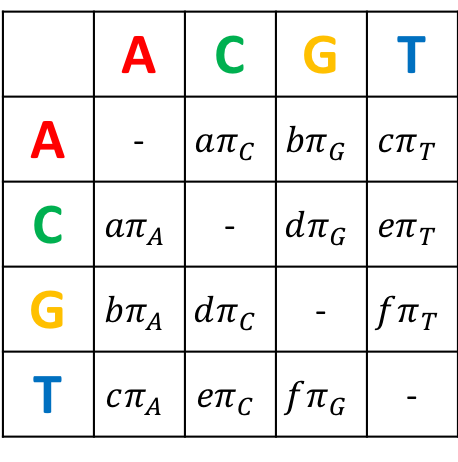 A C G T
A - aπ_C bπ_G cπ_T
C aπ_A - dπ_G eπ_T
G bπ_A dπ_C - fπ_T
T cπ_A eπ_C fπ_G -